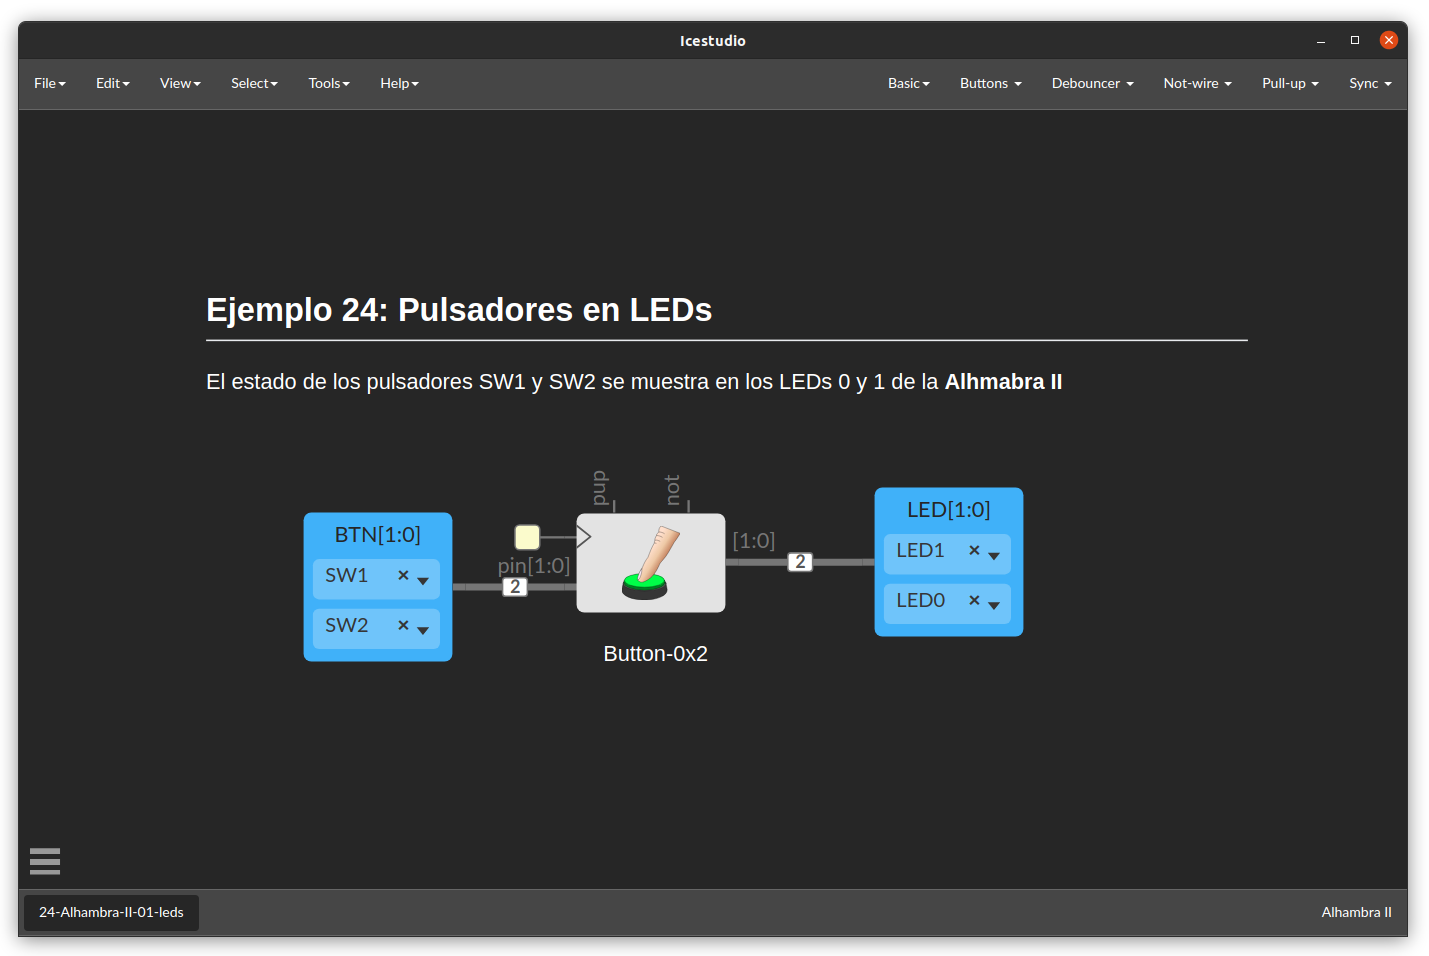 Icestudio
File Edit View Select Tools Help Basic Buttons Debouncer Not-wire Pull-up Sync
Ejemplo 24: Pulsadores en LEDs
El estado de los pulsadores SW1 y SW2 se muestra en los LEDs 0 y 1 de la Alhmabra II
pup not
BTN[1:0]
SW1
SW2
pin[1:0]
2
[1:0]
2
LED[1:0]
LED1
LED0
Button-0x2
24-Alhambra-II-01-leds Alhambra II